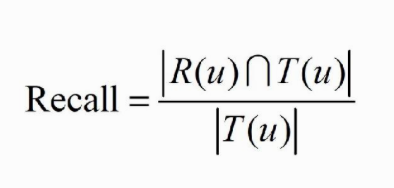 Recall = |R(u)∩T(u)| / |T(u)|